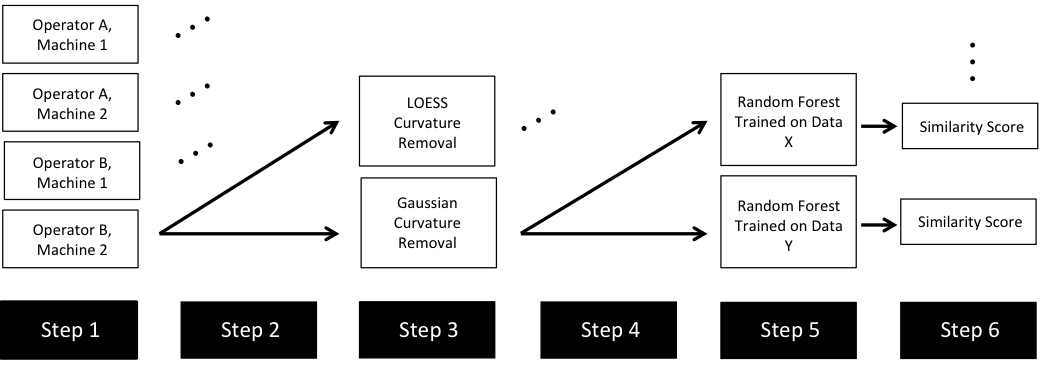 Operator A,
Machine 1
Operator A,
Machine 2
Operator B,
Machine 1
Operator B,
Machine 2
LOESS
Curvature
Removal
Gaussian
Curvature
Removal
Random Forest
Trained on Data
X
Random Forest
Trained on Data
Y
Similarity Score
Similarity Score
Step 1
Step 2
Step 3
Step 4
Step 5
Step 6